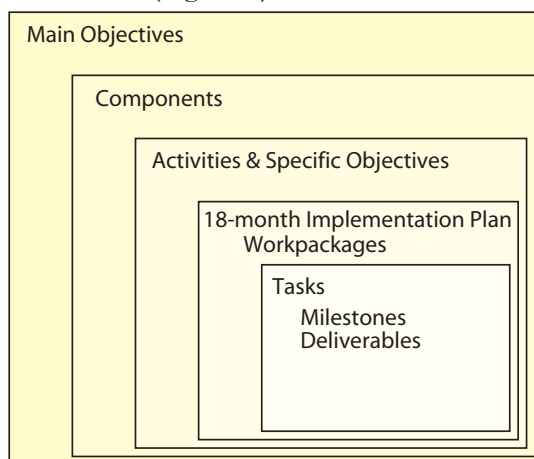 Main Objectives
Components
Activities & Specific Objectives
18-month Implementation Plan
Workpackages
Tasks
Milestones
Deliverables